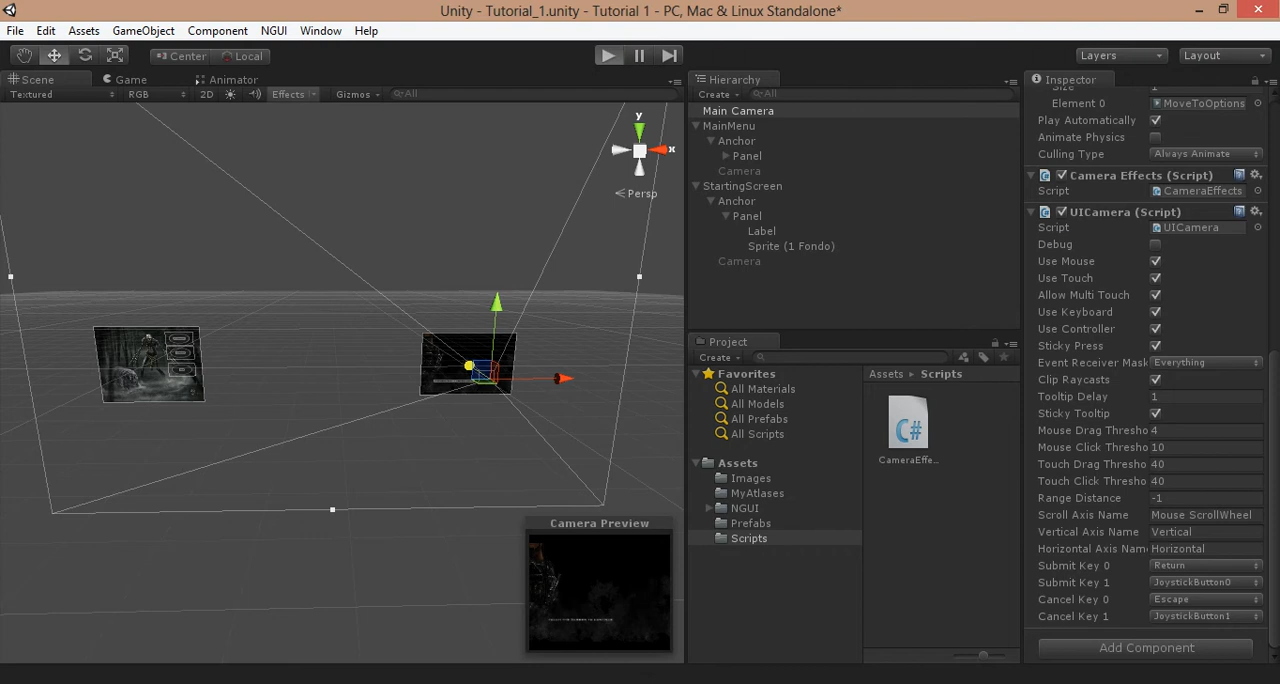 Unity - Tutorial_1.unity - Tutorial 1 - PC, Mac & Linux Standalone*
File Edit Assets GameObject Component NGUI Window Help
Center Local Layers Layout
Scene Game Animator
Textured RGB 2D Effects Gizmos All
Hierarchy
Create All
Main Camera
MainMenu
Anchor
Panel
Camera
StartingScreen
Anchor
Panel
Label
Sprite (1 Fondo)
Camera
y
x
Persp
Camera Preview
Project
Create
Favorites
All Materials
All Models
All Prefabs
All Scripts
Assets
Images
MyAtlases
NGUI
Prefabs
Scripts
Assets Scripts
C#
CameraEffe...
Inspector
Size 1
Element 0 MoveToOptions
Play Automatically
Animate Physics
Culling Type Always Animate
Camera Effects (Script)
Script CameraEffects
UICamera (Script)
Script UICamera
Debug
Use Mouse
Use Touch
Allow Multi Touch
Use Keyboard
Use Controller
Sticky Press
Event Receiver Mask Everything
Clip Raycasts
Tooltip Delay 1
Sticky Tooltip
Mouse Drag Thresho 4
Mouse Click Thresho 10
Touch Drag Thresho 40
Touch Click Thresho 40
Range Distance -1
Scroll Axis Name Mouse ScrollWheel
Vertical Axis Name Vertical
Horizontal Axis Nam Horizontal
Submit Key 0 Return
Submit Key 1 JoystickButton0
Cancel Key 0 Escape
Cancel Key 1 JoystickButton1
Add Component